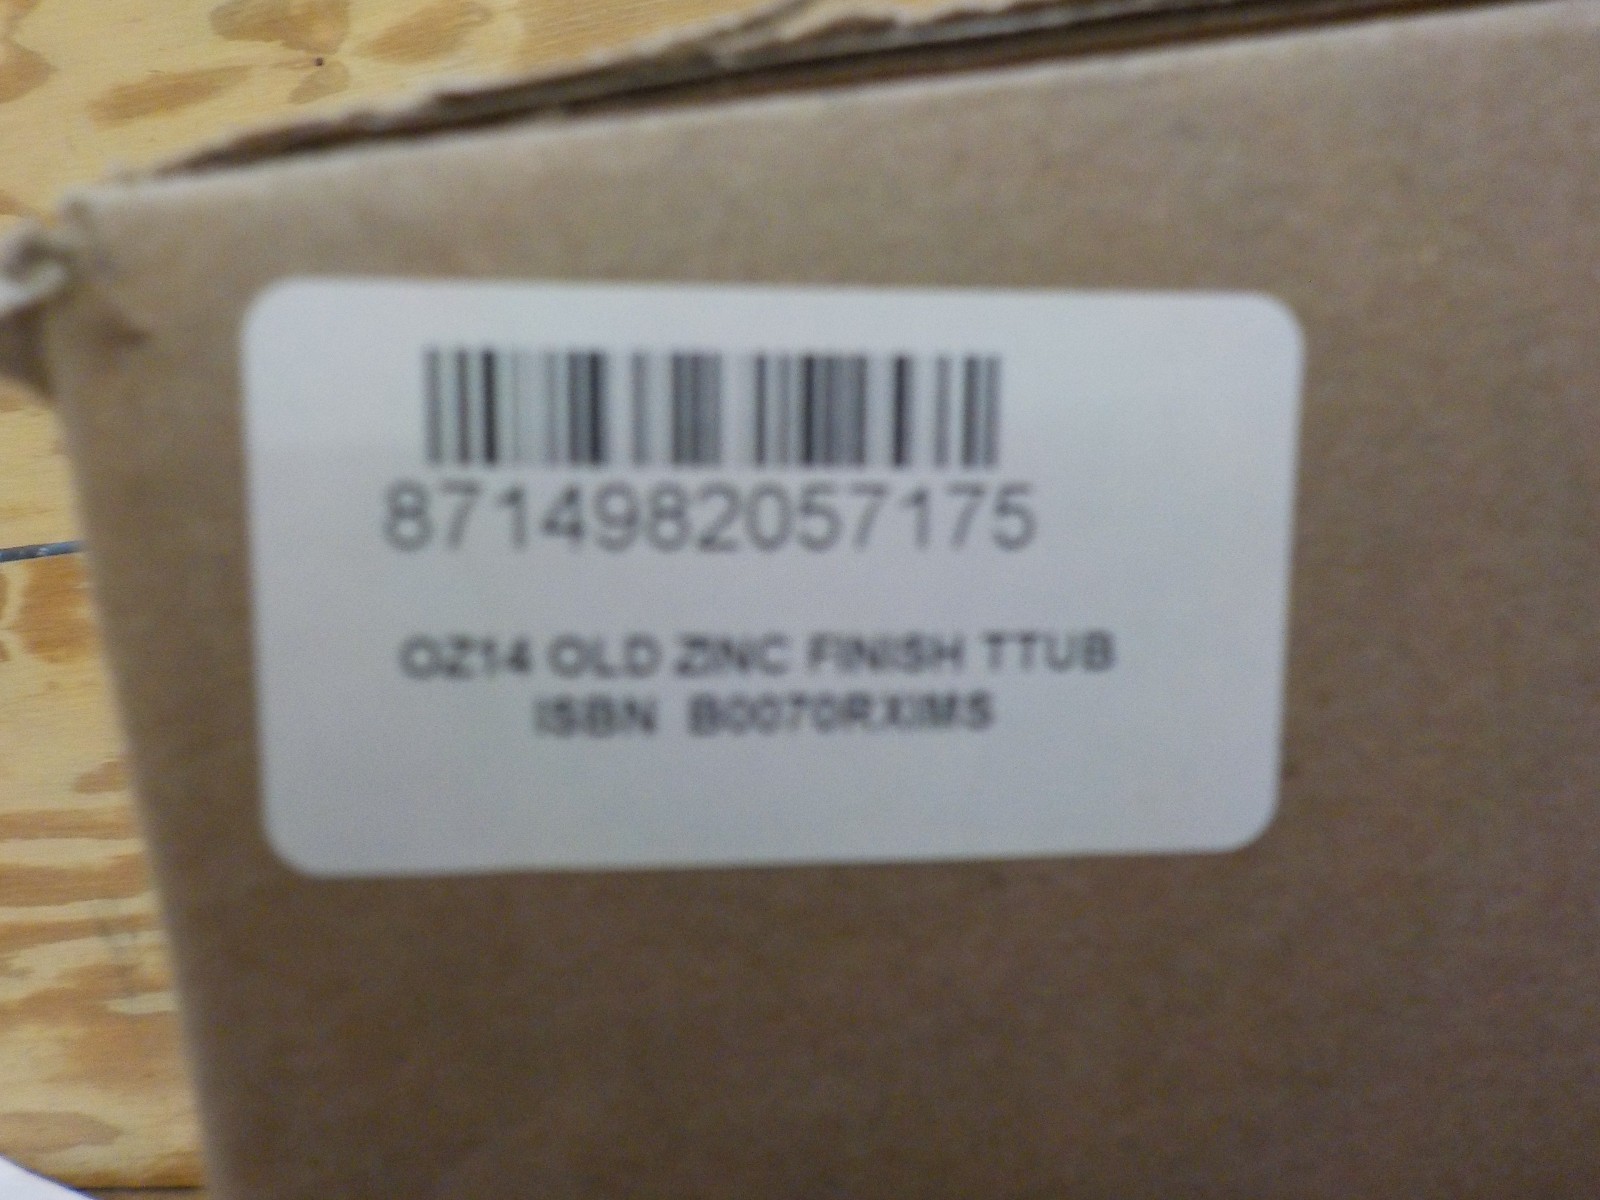 8714982057175
OZ14 OLD ZINC FINISH TTUB
ISBN B0070RXIMS